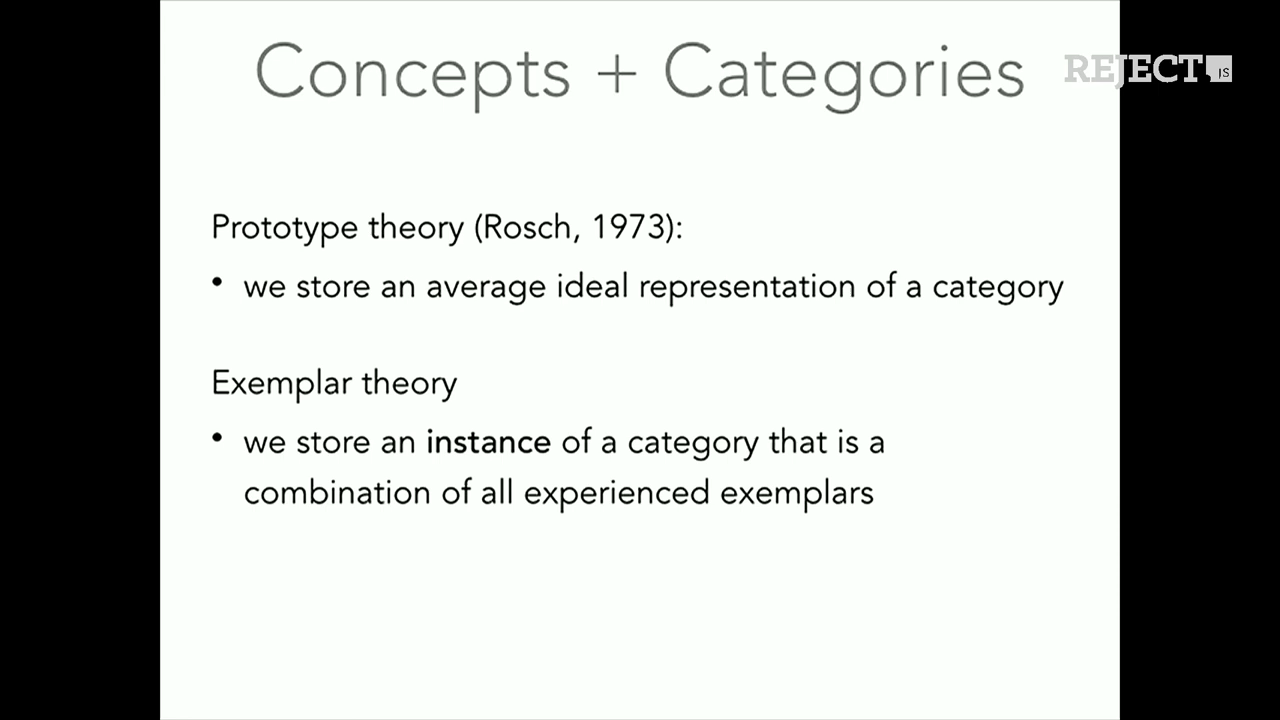 Concepts + Categories
REJECT JS
Prototype theory (Rosch, 1973):
• we store an average ideal representation of a category
Exemplar theory
• we store an instance of a category that is a
combination of all experienced exemplars